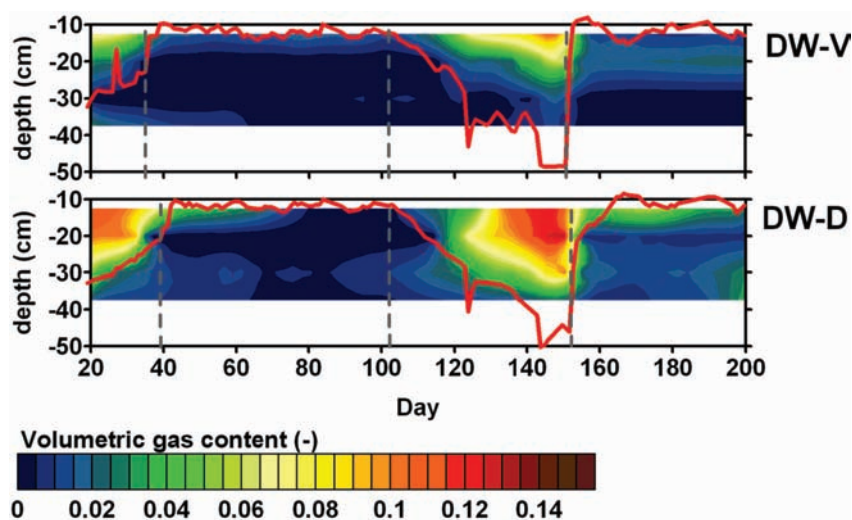 -10
-20
-30
-40
-50
depth (cm)
DW-V
-10
-20
-30
-40
-50
depth (cm)
DW-D
20 40 60 80 100 120 140 160 180 200
Day
Volumetric gas content (-)
0 0.02 0.04 0.06 0.08 0.1 0.12 0.14